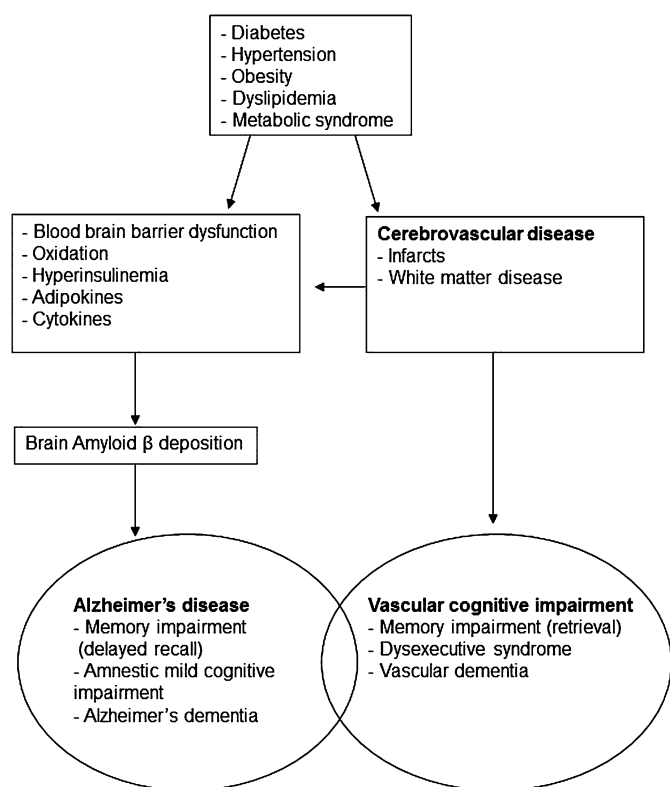 - Diabetes
- Hypertension
- Obesity
- Dyslipidemia
- Metabolic syndrome
- Blood brain barrier dysfunction
- Oxidation
- Hyperinsulinemia
- Adipokines
- Cytokines
Cerebrovascular disease
- Infarcts
- White matter disease
Brain Amyloid β deposition
Alzheimer's disease
- Memory impairment
(delayed recall)
- Amnestic mild cognitive
impairment
- Alzheimer's dementia
Vascular cognitive impairment
- Memory impairment (retrieval)
- Dysexecutive syndrome
- Vascular dementia